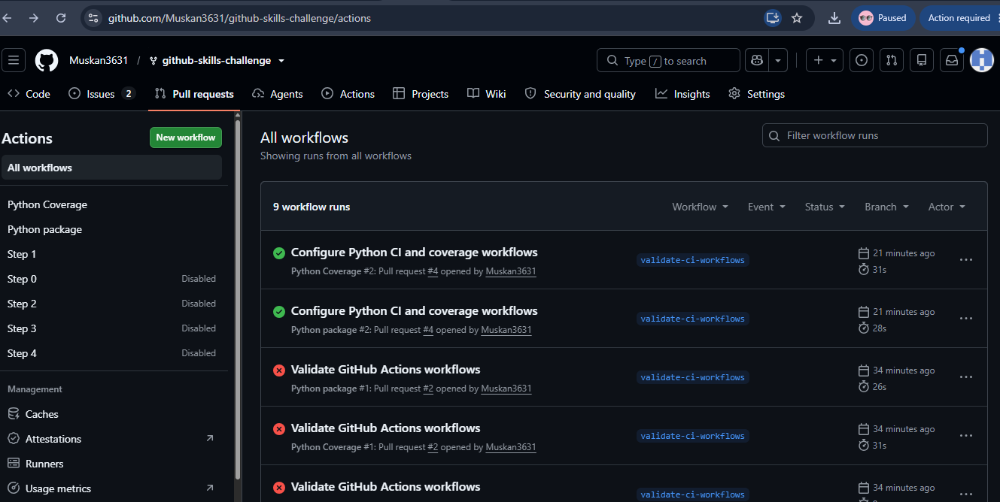 github.com/Muskan3631/github-skills-challenge/actions
Paused
Action required
Muskan3631 / github-skills-challenge
Type / to search
Code
Issues 2
Pull requests
Agents
Actions
Projects
Wiki
Security and quality
Insights
Settings
Actions
New workflow
All workflows
Python Coverage
Python package
Step 1
Step 0 Disabled
Step 2 Disabled
Step 3 Disabled
Step 4 Disabled
Management
Caches
Attestations
Runners
Usage metrics
All workflows
Showing runs from all workflows
Filter workflow runs
9 workflow runs
Workflow
Event
Status
Branch
Actor
Configure Python CI and coverage workflows
Python Coverage #2: Pull request #4 opened by Muskan3631
validate-ci-workflows
21 minutes ago
31s
Configure Python CI and coverage workflows
Python package #2: Pull request #4 opened by Muskan3631
validate-ci-workflows
21 minutes ago
28s
Validate GitHub Actions workflows
Python package #1: Pull request #2 opened by Muskan3631
validate-ci-workflows
34 minutes ago
26s
Validate GitHub Actions workflows
Python Coverage #1: Pull request #2 opened by Muskan3631
validate-ci-workflows
34 minutes ago
31s
Validate GitHub Actions workflows
validate-ci-workflows
34 minutes ago